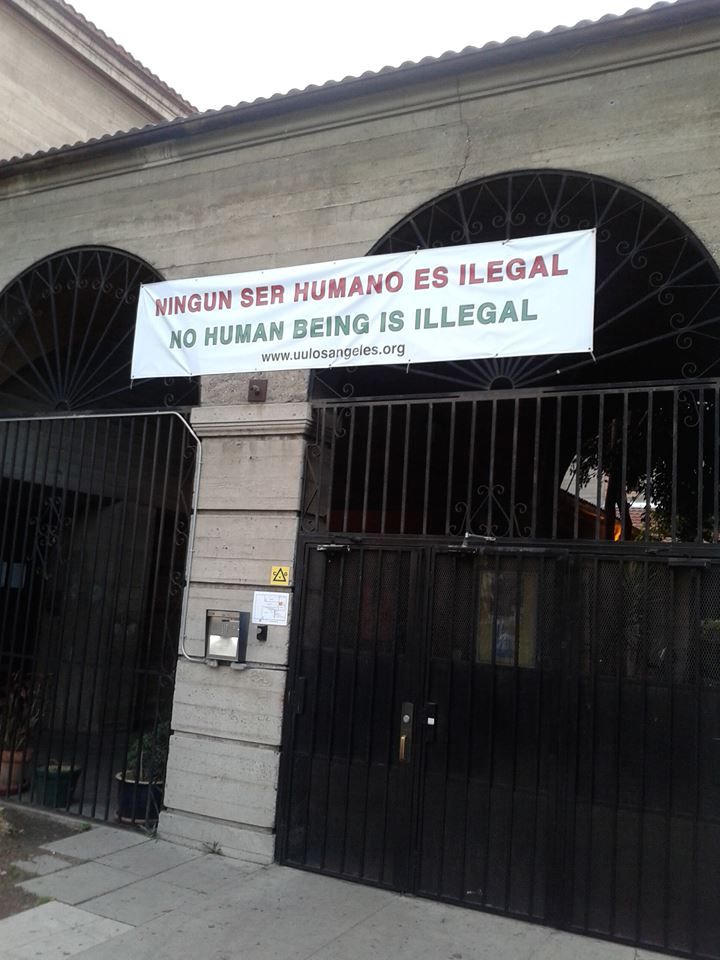 NINGUN SER HUMANO ES ILEGAL
NO HUMAN BEING IS ILLEGAL
www.uulosangeles.org